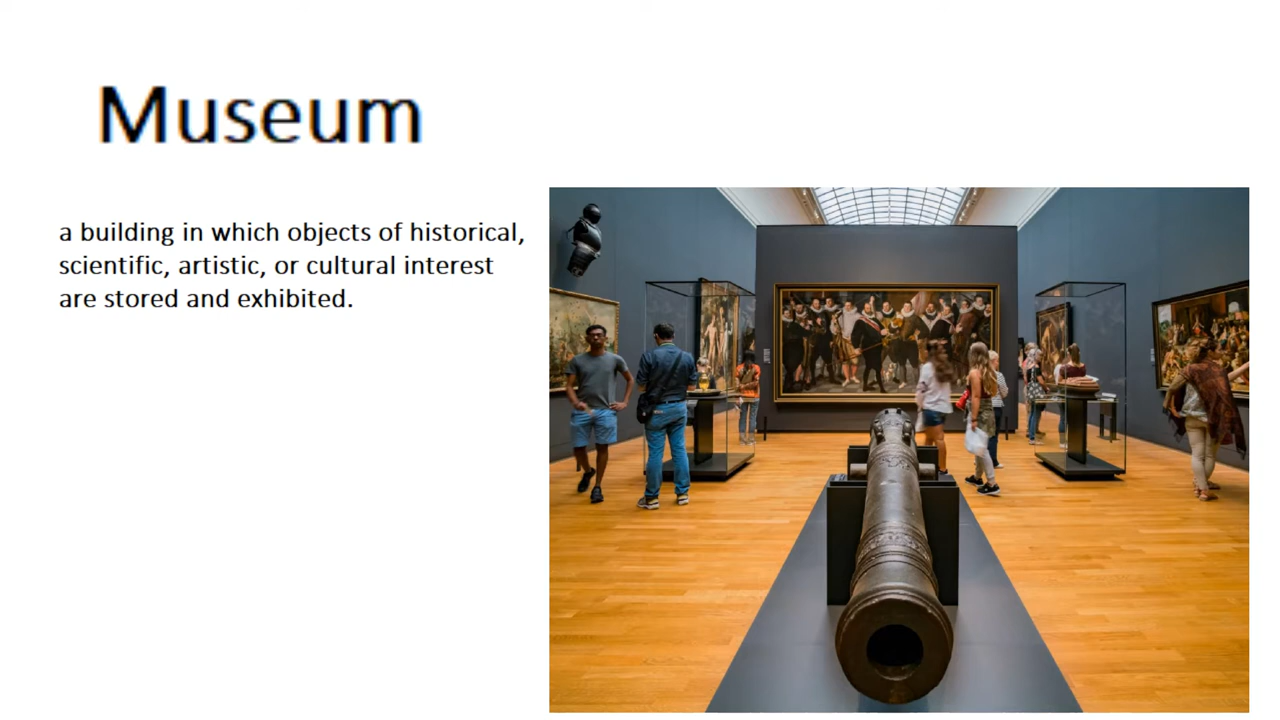 Museum
a building in which objects of historical,
scientific, artistic, or cultural interest
are stored and exhibited.